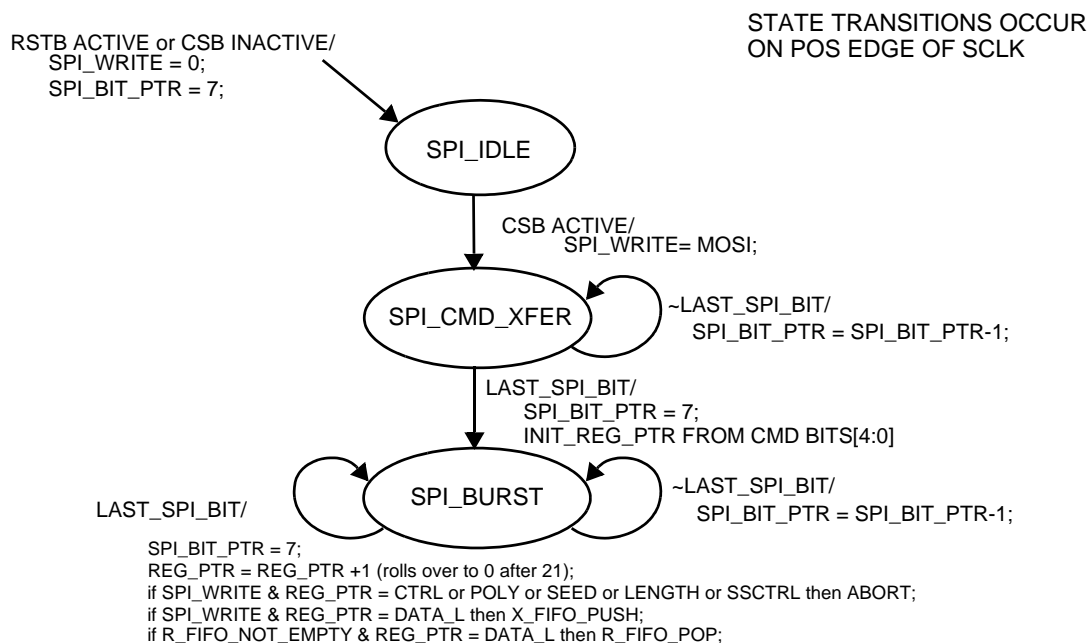 STATE TRANSITIONS OCCUR
ON POS EDGE OF SCLK
RSTB ACTIVE or CSB INACTIVE/
SPI_WRITE = 0;
SPI_BIT_PTR = 7;
SPI_IDLE
CSB ACTIVE/
SPI_WRITE= MOSI;
SPI_CMD_XFER
~LAST_SPI_BIT/
SPI_BIT_PTR = SPI_BIT_PTR-1;
LAST_SPI_BIT/
SPI_BIT_PTR = 7;
INIT_REG_PTR FROM CMD BITS[4:0]
SPI_BURST
~LAST_SPI_BIT/
SPI_BIT_PTR = SPI_BIT_PTR-1;
LAST_SPI_BIT/
SPI_BIT_PTR = 7;
REG_PTR = REG_PTR +1 (rolls over to 0 after 21);
if SPI_WRITE & REG_PTR = CTRL or POLY or SEED or LENGTH or SSCTRL then ABORT;
if SPI_WRITE & REG_PTR = DATA_L then X_FIFO_PUSH;
if R_FIFO_NOT_EMPTY & REG_PTR = DATA_L then R_FIFO_POP;